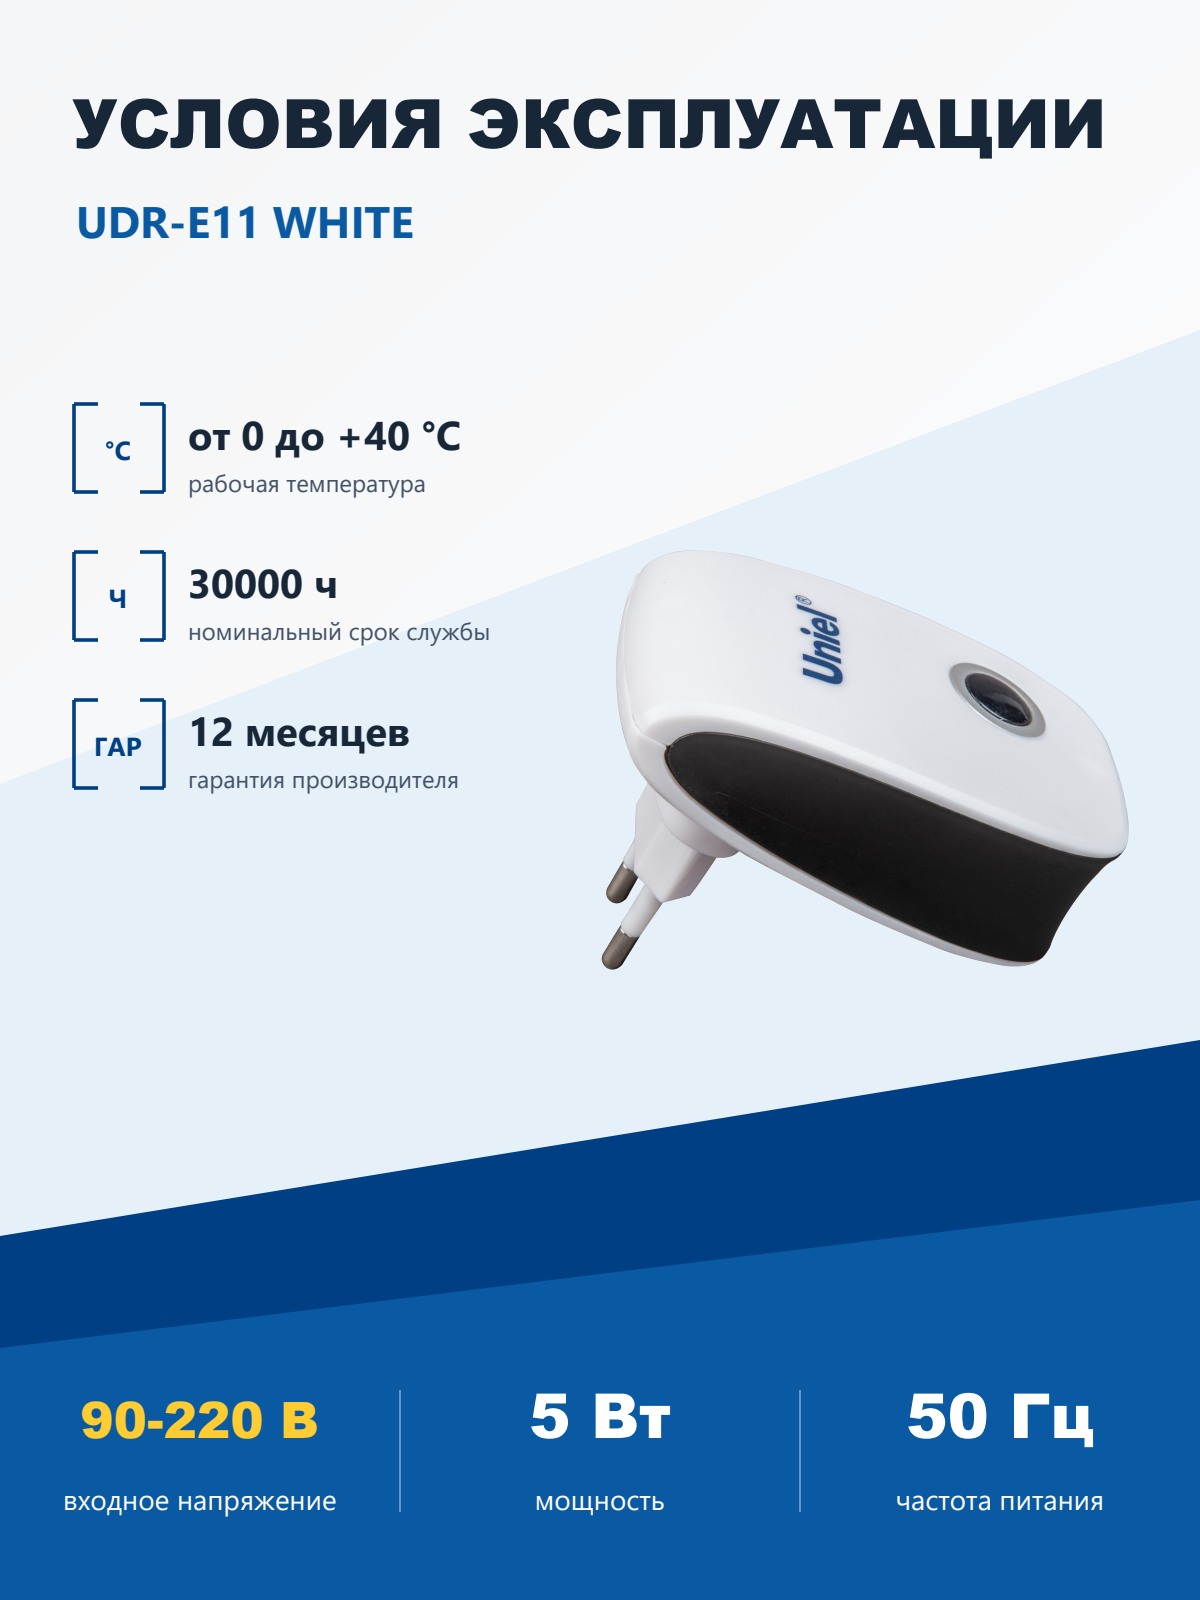 УСЛОВИЯ ЭКСПЛУАТАЦИИ
UDR-E11 WHITE
°C
от 0 до +40 °C
рабочая температура
ч
30000 ч
номинальный срок службы
ГАР
12 месяцев
гарантия производителя
Uniel®
90-220 В
входное напряжение
5 Вт
мощность
50 Гц
частота питания